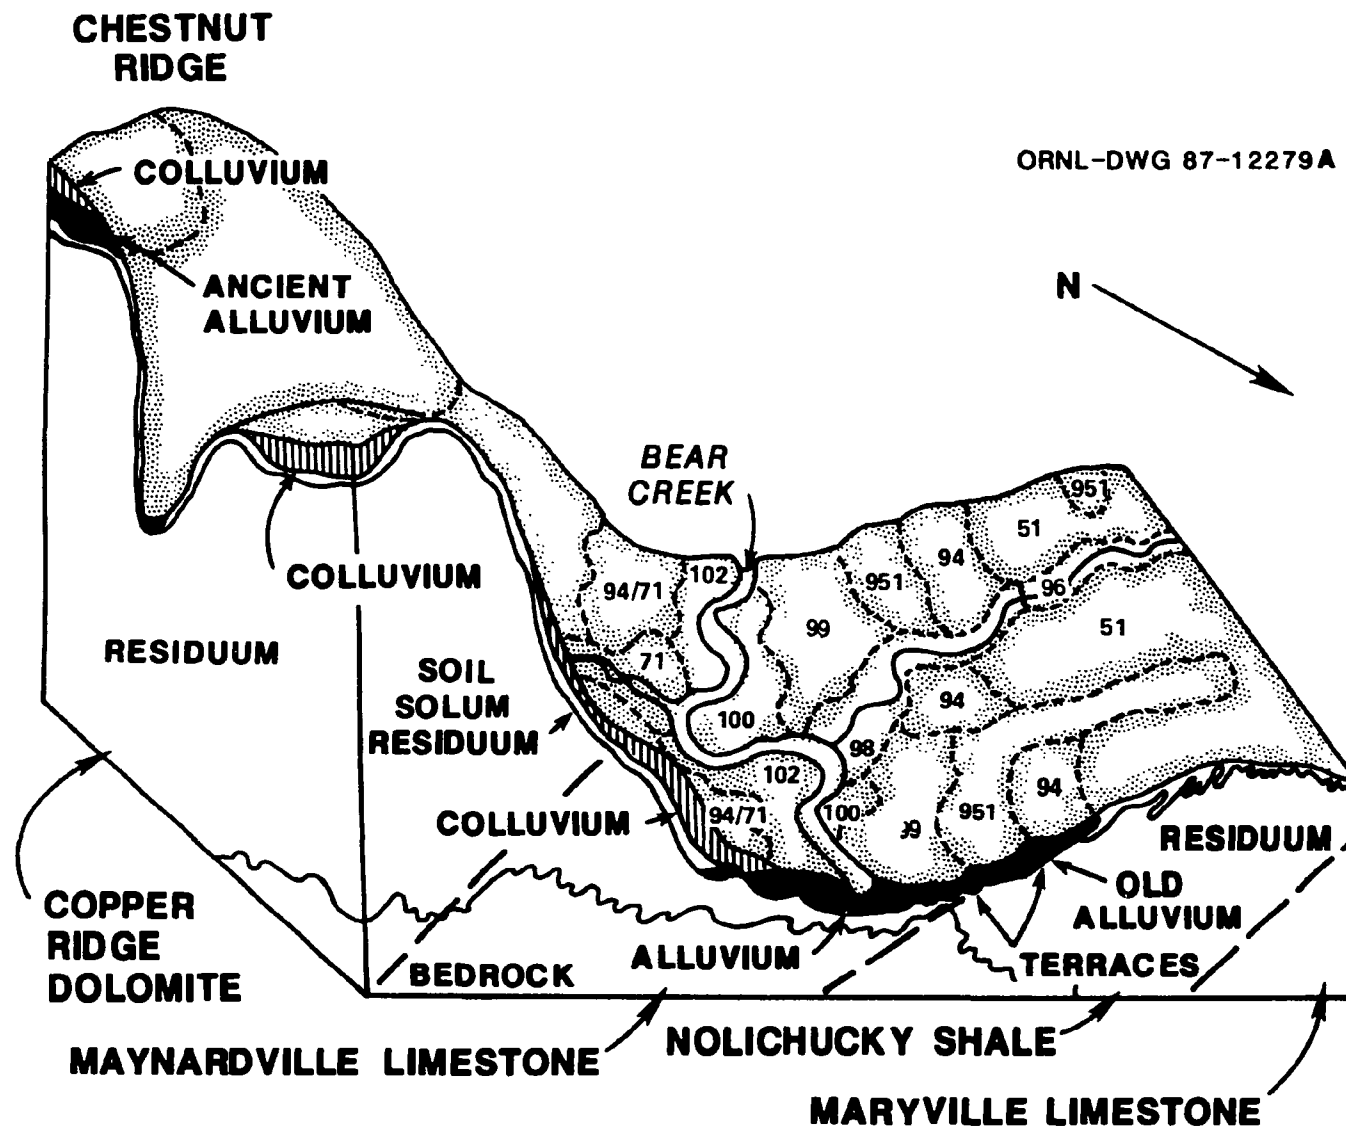 CHESTNUT
RIDGE
ORNL-DWG 87-12279A
COLLUVIUM
ANCIENT
ALLUVIUM
N
BEAR
CREEK
951
51
94
951
102
94/71
96
COLLUVIUM
99
51
RESIDUUM
71
SOIL
SOLUM
RESIDUUM
94
100
98
102
94
COLLUVIUM
94/71
100
951
99
RESIDUUM
OLD
ALLUVIUM
COPPER
RIDGE
DOLOMITE
BEDROCK
ALLUVIUM
TERRACES
MAYNARDVILLE LIMESTONE
NOLICHUCKY SHALE
MARYVILLE LIMESTONE